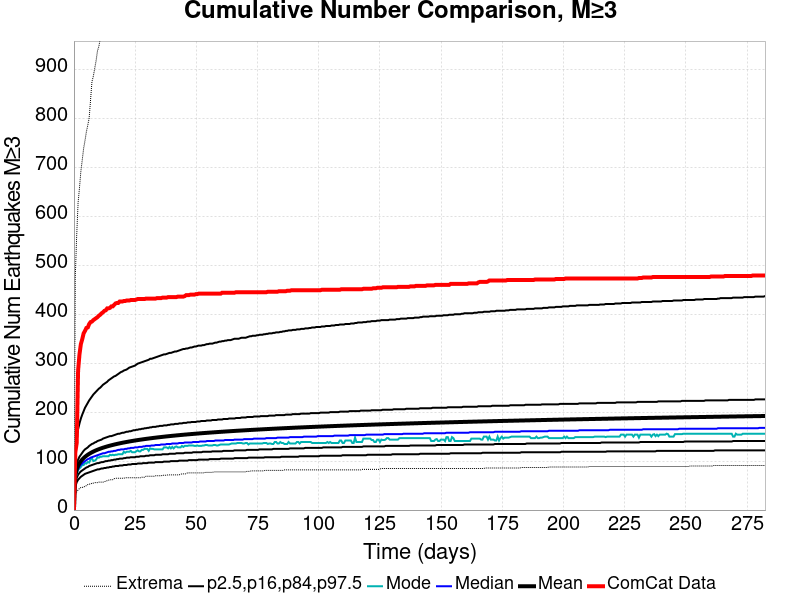 Cumulative Number Comparison, M≥3
Cumulative Num Earthquakes M≥3
900
800
700
600
500
400
300
200
100
0
0 25 50 75 100 125 150 175 200 225 250 275
Time (days)
Extrema p2.5,p16,p84,p97.5 Mode Median Mean ComCat Data